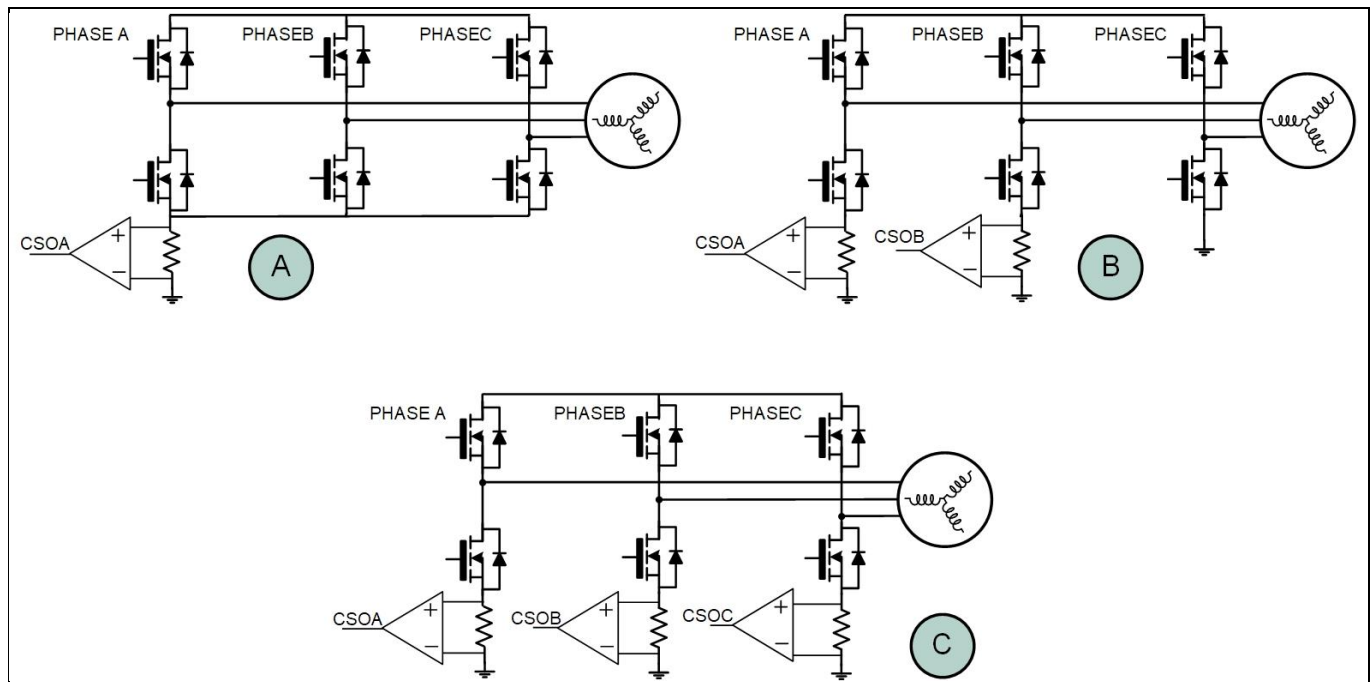 PHASE A
PHASEB
PHASEC
CSOA
+
−
A
PHASE A
PHASEB
PHASEC
CSOA
+
−
CSOB
+
−
B
PHASE A
PHASEB
PHASEC
CSOA
+
−
CSOB
+
−
CSOC
+
−
C